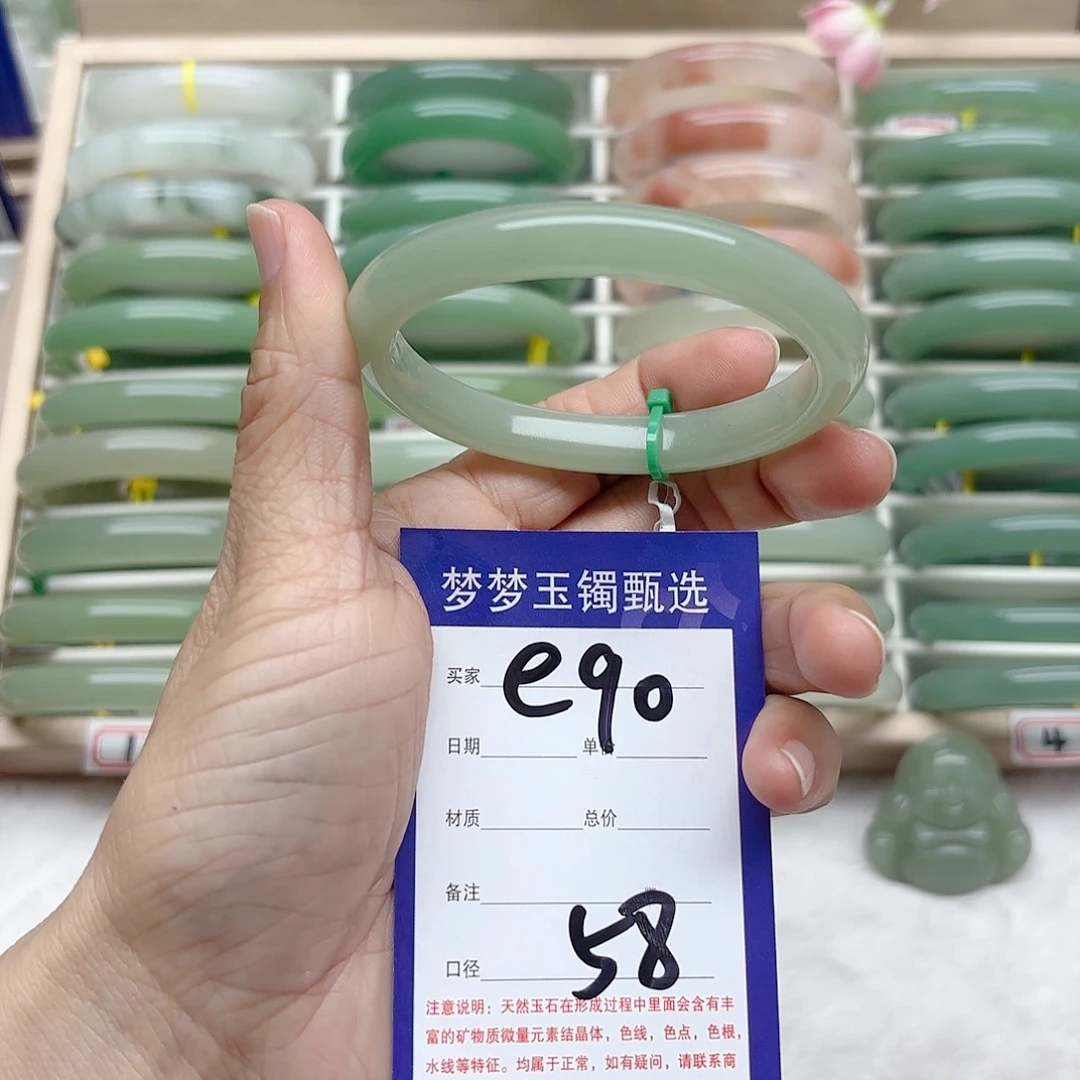 梦梦玉镯甄选
买家 e90
日期 单价
材质 总价
备注
口径 58
注意说明：天然玉石在形成过程中里面会含有丰
富的矿物质微量元素结晶体，色线，色点，色根，
水线等特征。均属于正常，如有疑问，请联系商
4